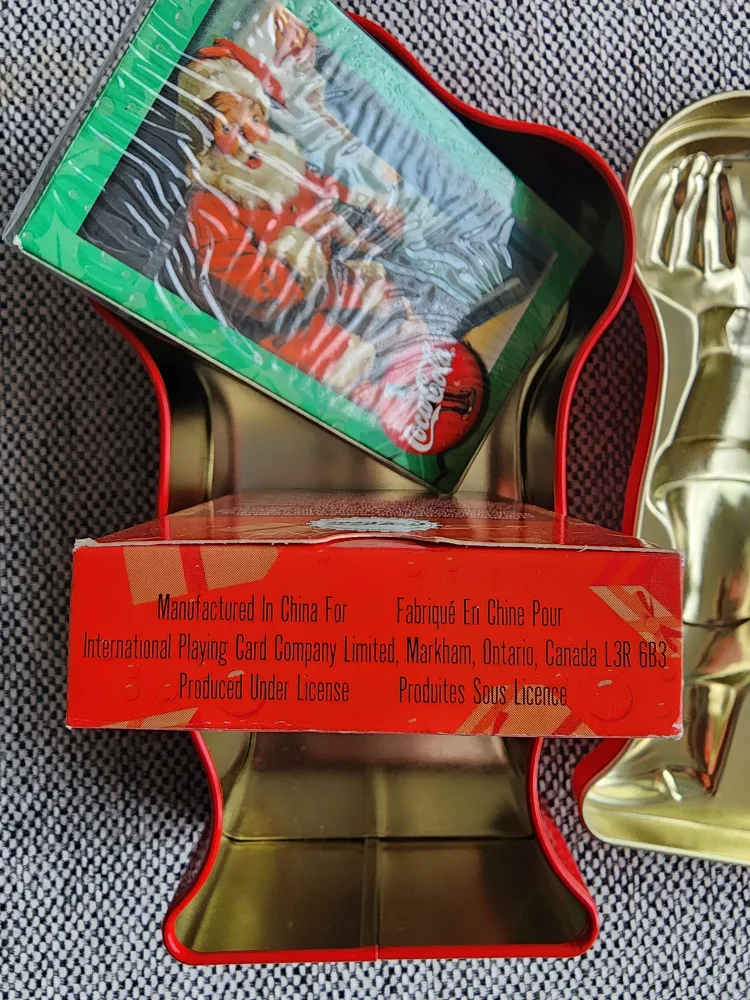 Coca-Cola
Manufactured In China For Fabriqué En Chine Pour
International Playing Card Company Limited, Markham, Ontario, Canada L3R 6B3
Produced Under License Produites Sous Licence